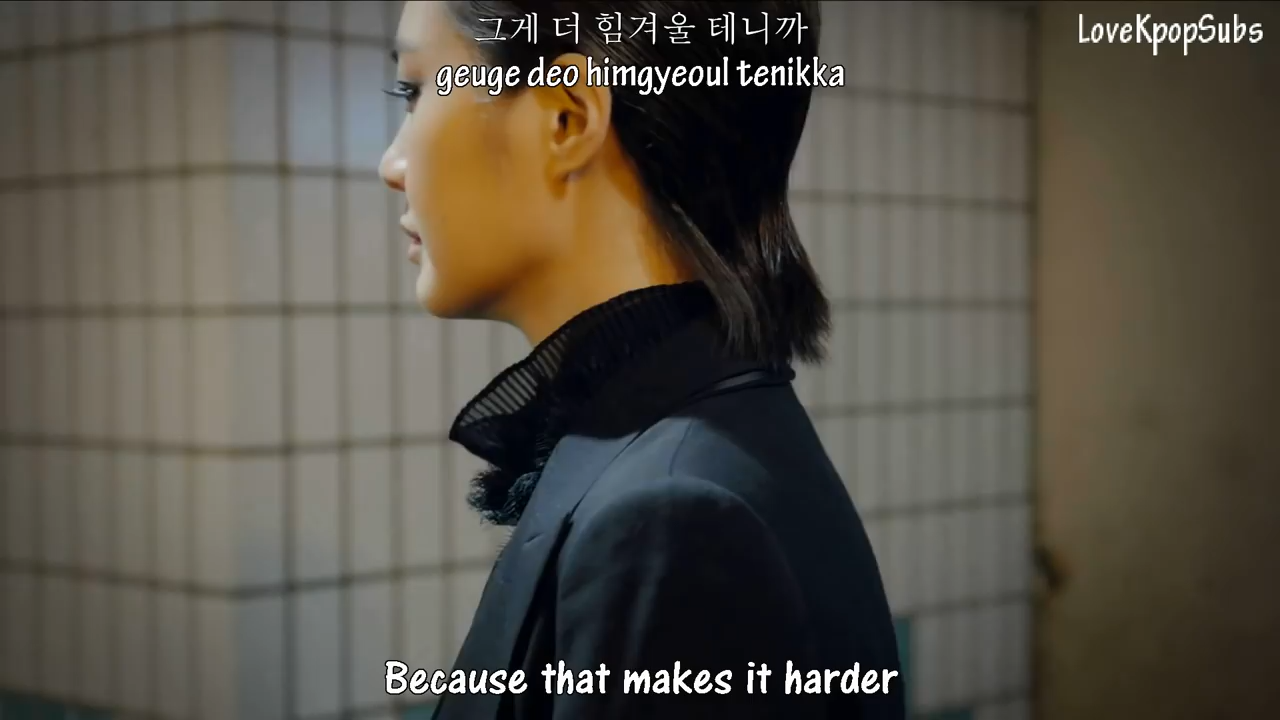 그게 더 힘겨울 테니까
LoveKpopSubs
geuge deo himgyeoul tenikka
Because that makes it harder